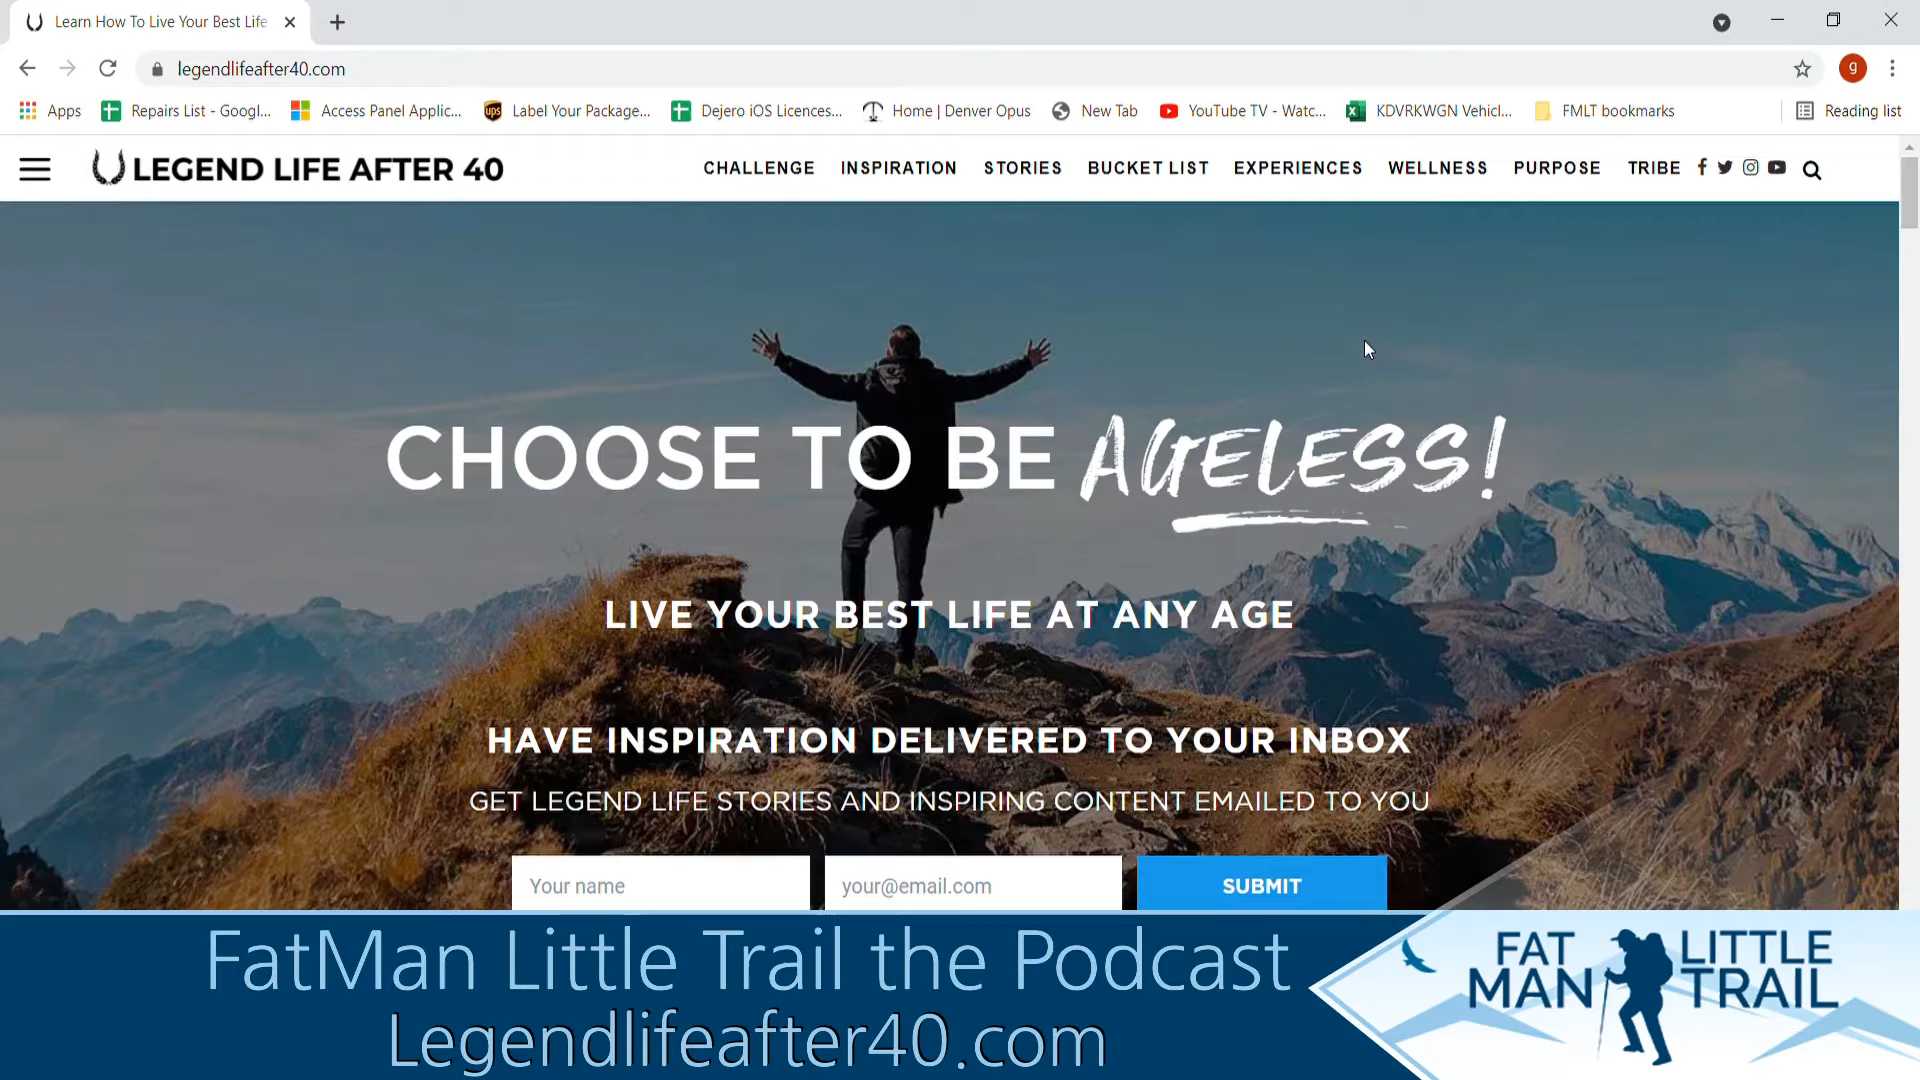 Learn How To Live Your Best Life
legendlifeafter40.com
g
Apps
Repairs List - Googl...
Access Panel Applic...
ups
Label Your Package...
Dejero iOS Licences...
Home | Denver Opus
New Tab
YouTube TV - Watc...
KDVRKWGN Vehicl...
FMLT bookmarks
Reading list
LEGEND LIFE AFTER 40
CHALLENGE INSPIRATION STORIES BUCKET LIST EXPERIENCES WELLNESS PURPOSE TRIBE
CHOOSE TO BE AGELESS!
LIVE YOUR BEST LIFE AT ANY AGE
HAVE INSPIRATION DELIVERED TO YOUR INBOX
GET LEGEND LIFE STORIES AND INSPIRING CONTENT EMAILED TO YOU
Your name
your@email.com
SUBMIT
FatMan Little Trail the Podcast
Legendlifeafter40.com
FAT MAN
LITTLE TRAIL